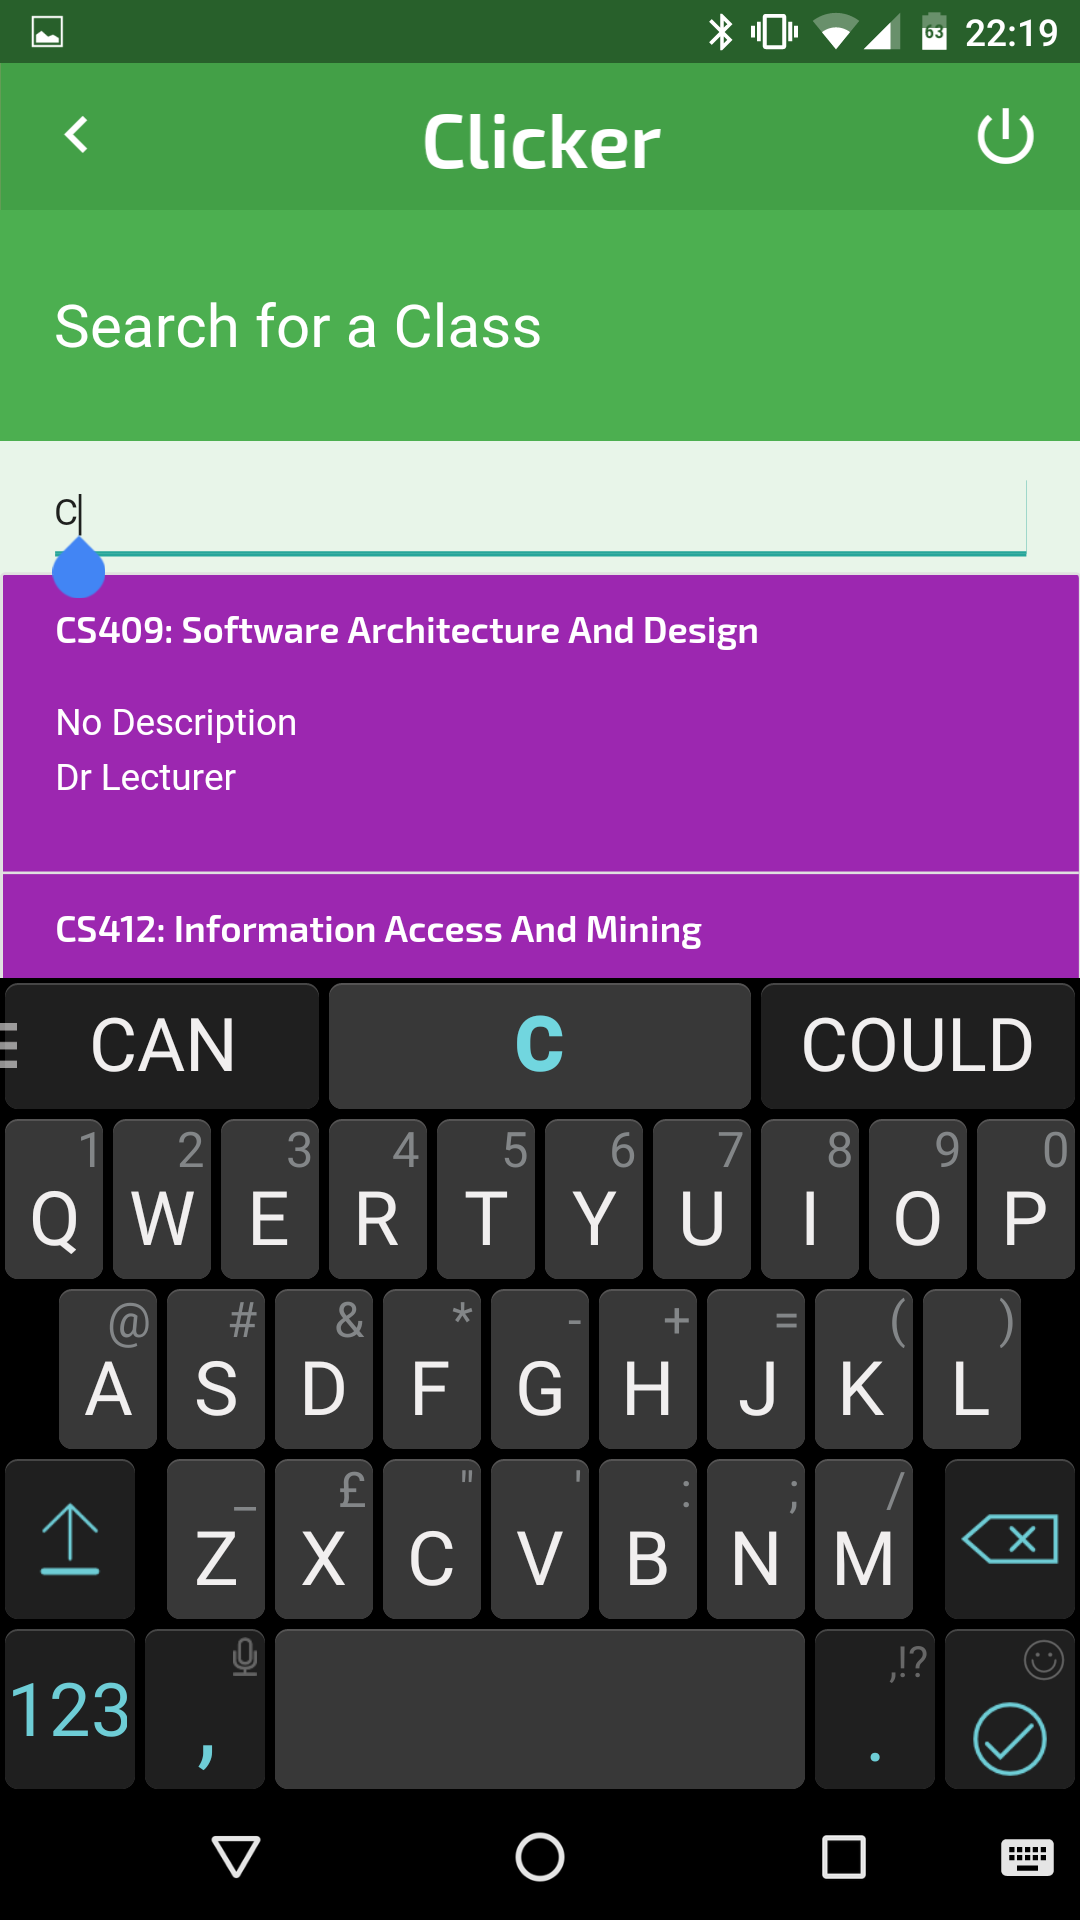 63 22:19
Clicker
Search for a Class
C
CS409: Software Architecture And Design
No Description
Dr Lecturer
CS412: Information Access And Mining
CAN C COULD
1 2 3 4 5 6 7 8 9 0
Q W E R T Y U I O P
@ # & * - + = ( )
A S D F G H J K L
_ £ " ' : ; /
Z X C V B N M
,!?
123 , .